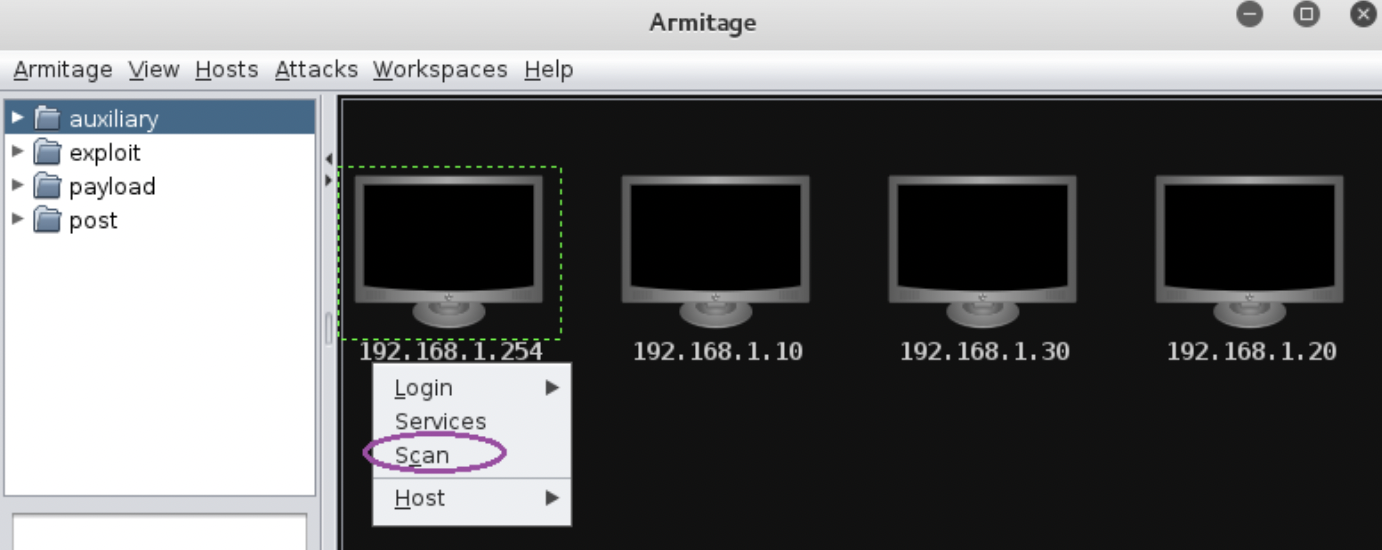 Armitage
Armitage View Hosts Attacks Workspaces Help
auxiliary
exploit
payload
post
192.168.1.254 192.168.1.10 192.168.1.30 192.168.1.20
Login
Services
Scan
Host